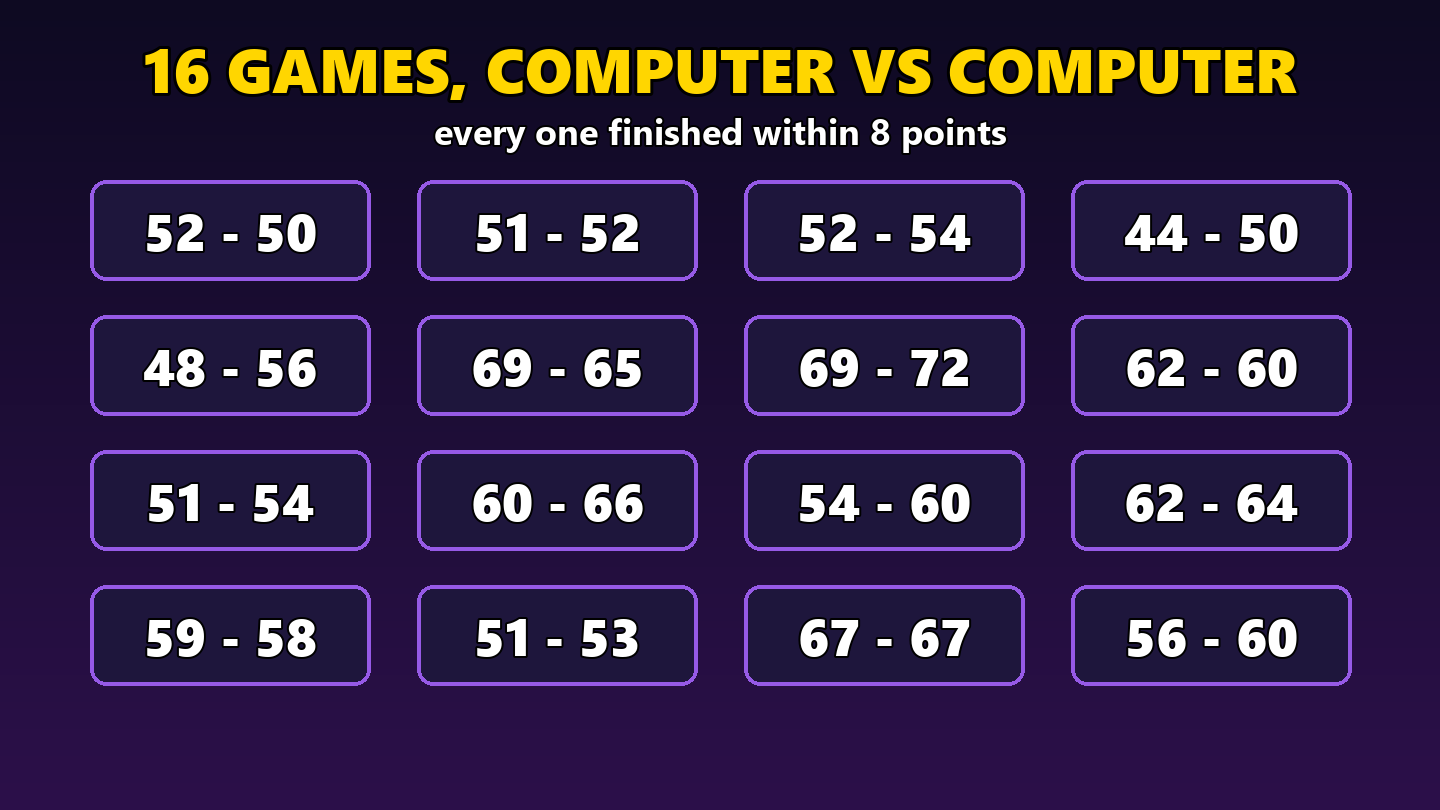 16 GAMES, COMPUTER VS COMPUTER
every one finished within 8 points
52 - 50
51 - 52
52 - 54
44 - 50
48 - 56
69 - 65
69 - 72
62 - 60
51 - 54
60 - 66
54 - 60
62 - 64
59 - 58
51 - 53
67 - 67
56 - 60